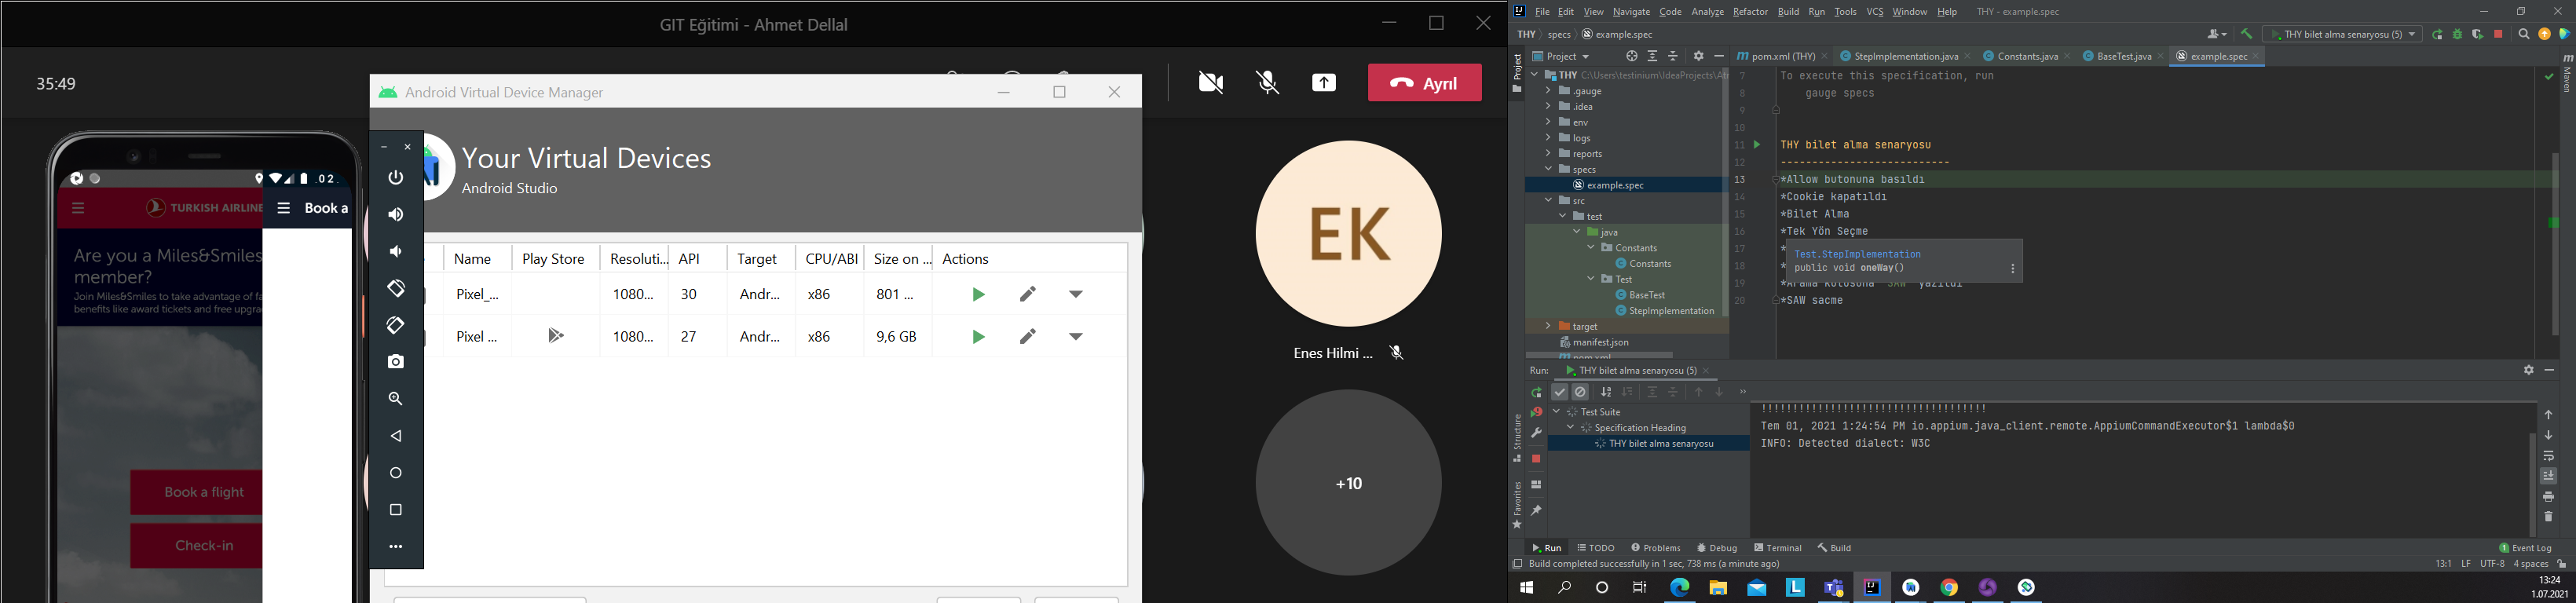 GIT Eğitimi - Ahmet Dellal
35:49
Ayrıl
Android Virtual Device Manager
Your Virtual Devices
Android Studio
Name Play Store Resoluti... API Target CPU/ABI Size on ... Actions
Pixel_... 1080... 30 Andr... x86 801 ...
Pixel ... 1080... 27 Andr... x86 9,6 GB
TURKISH AIRLINE
Book a
Are you a Miles&Smiles
member?
Join Miles&Smiles to take advantage of fa
benefits like award tickets and free upgra
Book a flight
Check-in
EK
Enes Hilmi ...
+10
File Edit View Navigate Code Analyze Refactor Build Run Tools VCS Window Help THY - example.spec
THY specs example.spec
THY bilet alma senaryosu (5)
Project
pom.xml (THY) StepImplementation.java Constants.java BaseTest.java example.spec
Project
Maven
THY C:\Users\testinium\IdeaProjects\At
.gauge
.idea
env
logs
reports
specs
example.spec
src
test
java
Constants
Constants
Test
BaseTest
StepImplementation
target
manifest.json
pom.xml
7 To execute this specification, run
8 gauge specs
9
10
11 THY bilet alma senaryosu
12 ---------------------------
13 *Allow butonuna basıldı
14 *Cookie kapatıldı
15 *Bilet Alma
16 *Tek Yön Seçme
17 *
18 *
19 *Arama kutusuna "SAW" yazıldı
20 *SAW sacme
Test.StepImplementation
public void oneWay()
Run: THY bilet alma senaryosu (5)
Test Suite
Specification Heading
THY bilet alma senaryosu
!!!!!!!!!!!!!!!!!!!!!!!!!!!!!!!!!!!!
Tem 01, 2021 1:24:54 PM io.appium.java_client.remote.AppiumCommandExecutor$1 lambda$0
INFO: Detected dialect: W3C
Structure
Favorites
Run TODO Problems Debug Terminal Build
1 Event Log
Build completed successfully in 1 sec, 738 ms (a minute ago)
13:1 LF UTF-8 4 spaces
13:24
1.07.2021